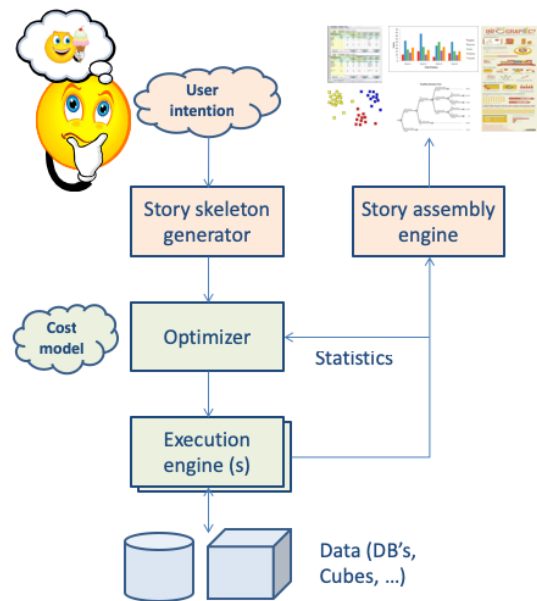 User
intention
Story skeleton
generator
Story assembly
engine
Cost
model
Optimizer
Statistics
Execution
engine (s)
Data (DB's,
Cubes, …)